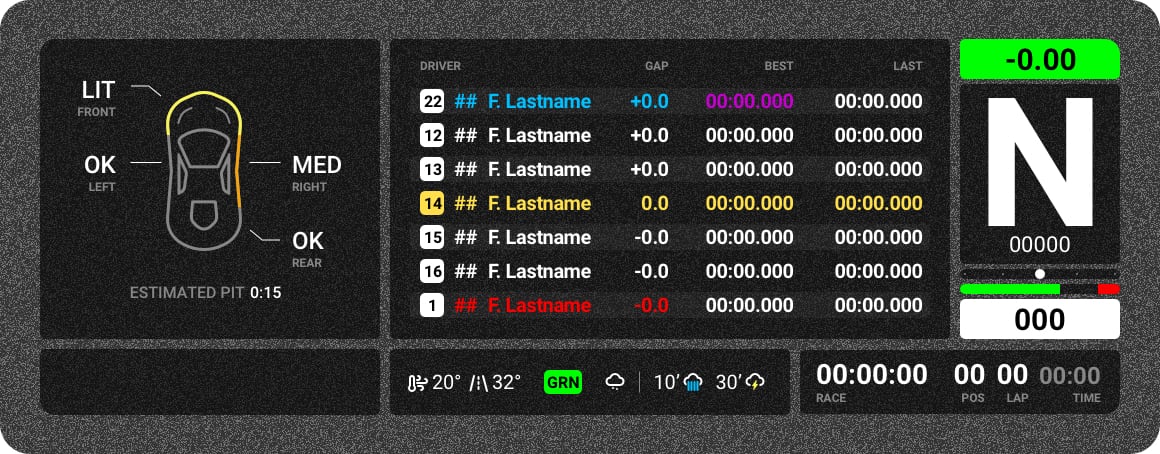 LIT
FRONT
OK
LEFT
MED
RIGHT
OK
REAR
ESTIMATED PIT 0:15
DRIVER GAP BEST LAST
22 ## F. Lastname +0.0 00:00.000 00:00.000
12 ## F. Lastname +0.0 00:00.000 00:00.000
13 ## F. Lastname +0.0 00:00.000 00:00.000
14 ## F. Lastname 0.0 00:00.000 00:00.000
15 ## F. Lastname -0.0 00:00.000 00:00.000
16 ## F. Lastname -0.0 00:00.000 00:00.000
1 ## F. Lastname -0.0 00:00.000 00:00.000
-0.00
N
00000
000
20° 32° GRN 10’ 30’
00:00:00 00 00 00:00
RACE POS LAP TIME